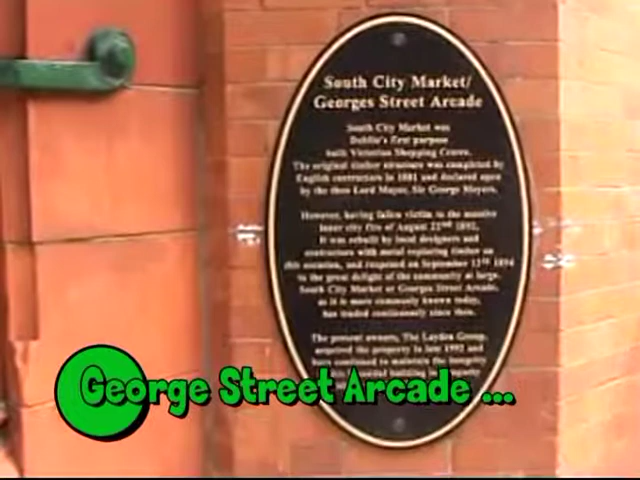 South City Market/
Georges Street Arcade
South City Market was
Dublin's first purpose
built Victorian Shopping Centre.
The original timber structure was completed by
English contractors in 1881 and declared open
by the then Lord Mayor, Sir George Moyers.
However, having fallen victim to the massive
inner city fire of August 27th 1892,
It was rebuilt by local designers and
contractors with metal replacing timber on
this occasion, and reopened on September 13th 1894
to the great delight of the community at large.
South City Market or Georges Street Arcade,
as it is more commonly known today,
has traded continuously since then.
The present owners, The Layden Group,
acquired the property in late 1992 and
have continued to maintain the integrity
building
George Street Arcade ...